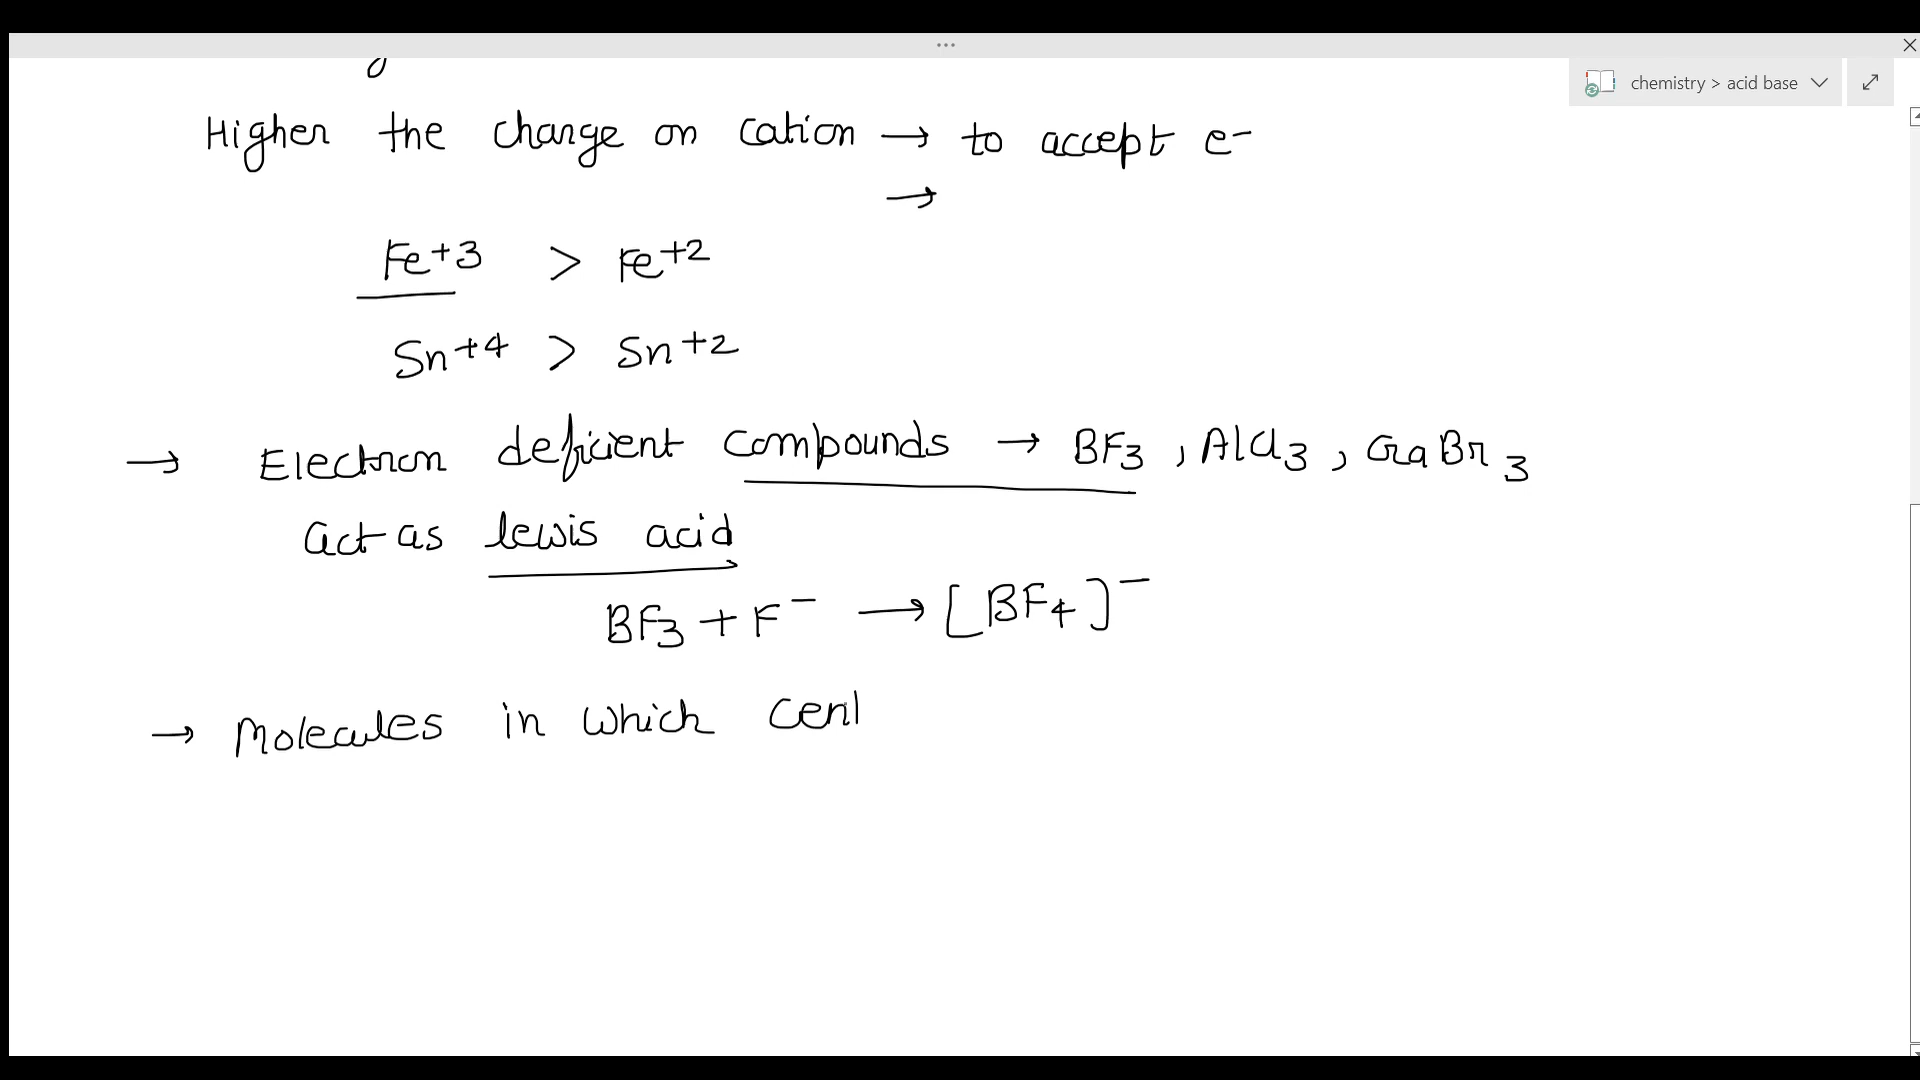 chemistry > acid base
Higher the change on cation → to accept e-
→
Fe+3 > Fe+2
Sn+4 > Sn+2
→ Electron deficient compounds → BF3 , AlCl3 , GaBr3
act as lewis acid
BF3 + F⁻ → [BF4]⁻
→ Molecules in which cen